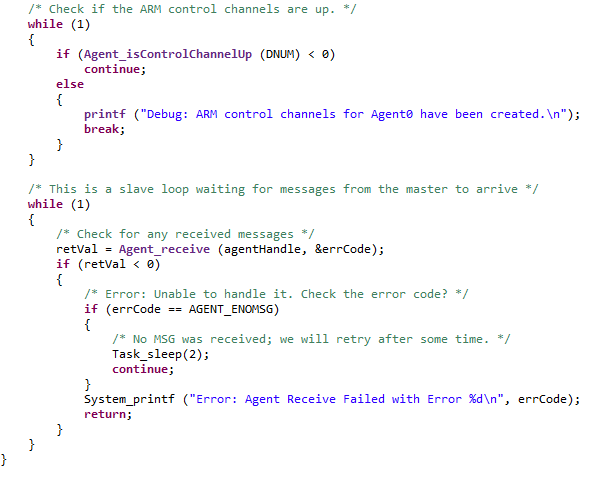 /* Check if the ARM control channels are up. */
while (1)
{
if (Agent_isControlChannelUp (DNUM) < 0)
continue;
else
{
printf ("Debug: ARM control channels for Agent0 have been created.\n");
break;
}
}
/* This is a slave loop waiting for messages from the master to arrive */
while (1)
{
/* Check for any received messages */
retVal = Agent_receive (agentHandle, &errCode);
if (retVal < 0)
{
/* Error: Unable to handle it. Check the error code? */
if (errCode == AGENT_ENOMSG)
{
/* No MSG was received; we will retry after some time. */
Task_sleep(2);
continue;
}
System_printf ("Error: Agent Receive Failed with Error %d\n", errCode);
return;
}
}
}